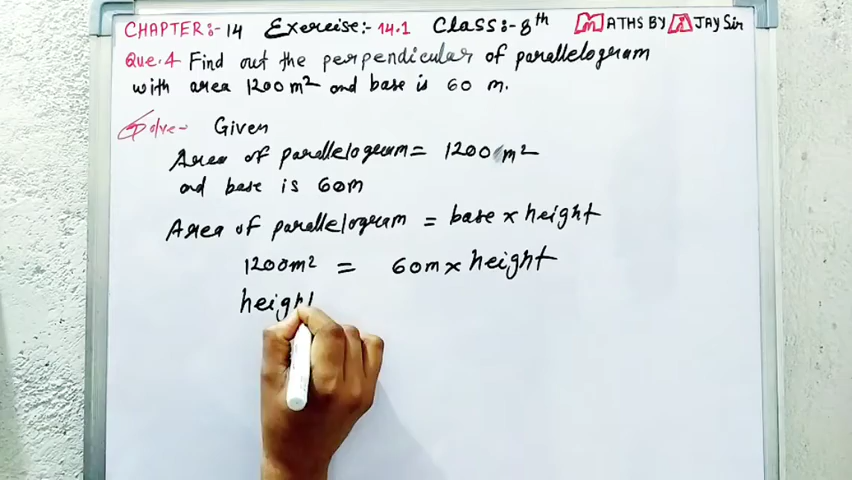 CHAPTER:- 14 Exercise:- 14.1 Class:- 8th MATHS BY AJAY Sir
Que.4 Find out the perpendicular of parallelogram
with area 1200 m² and base is 60 m.
Solve- Given
Area of parallelogram = 1200 m²
and base is 60m
Area of parallelogram = base x height
1200m² = 60m x height
height